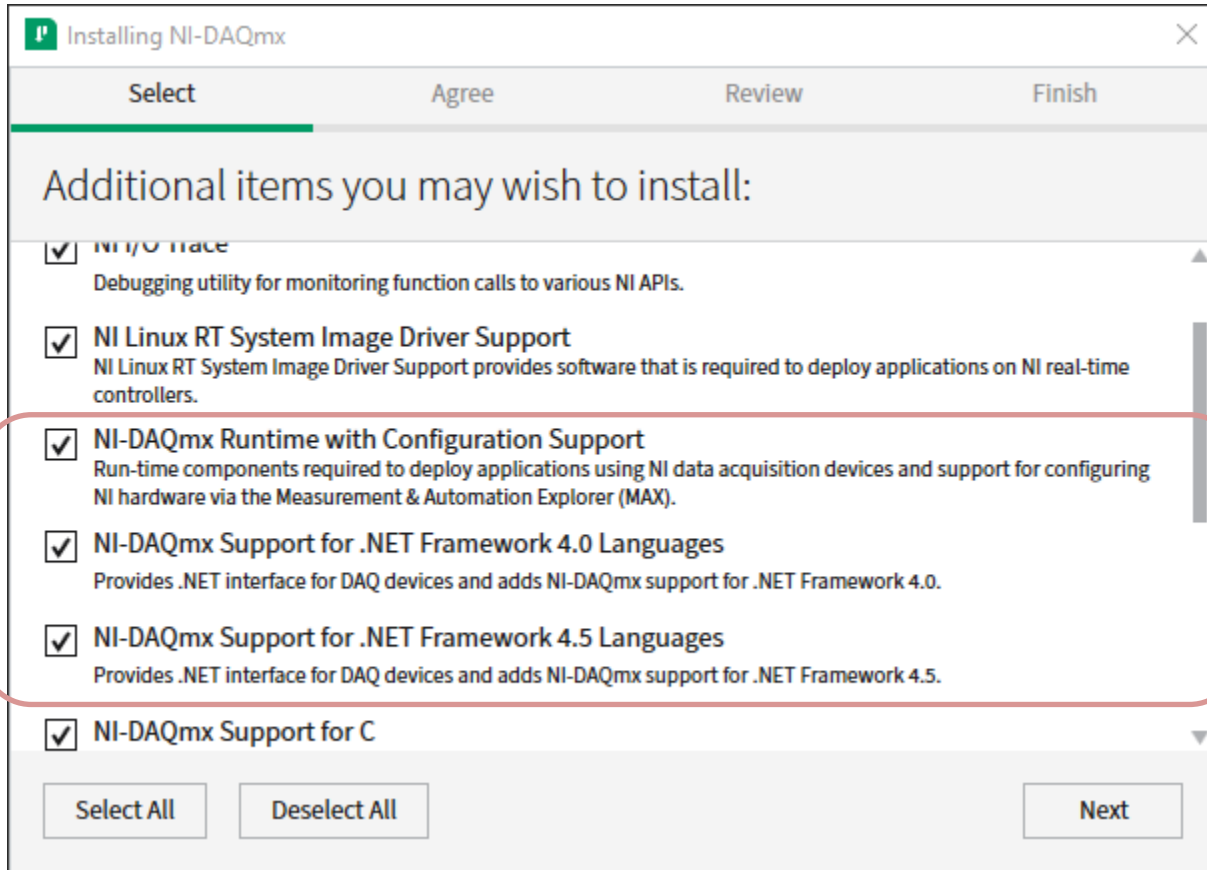 Installing NI-DAQmx
Select
Agree
Review
Finish
Additional items you may wish to install:
NI I/O Trace
Debugging utility for monitoring function calls to various NI APIs.
NI Linux RT System Image Driver Support
NI Linux RT System Image Driver Support provides software that is required to deploy applications on NI real-time
controllers.
NI-DAQmx Runtime with Configuration Support
Run-time components required to deploy applications using NI data acquisition devices and support for configuring
NI hardware via the Measurement & Automation Explorer (MAX).
NI-DAQmx Support for .NET Framework 4.0 Languages
Provides .NET interface for DAQ devices and adds NI-DAQmx support for .NET Framework 4.0.
NI-DAQmx Support for .NET Framework 4.5 Languages
Provides .NET interface for DAQ devices and adds NI-DAQmx support for .NET Framework 4.5.
NI-DAQmx Support for C
Select All
Deselect All
Next